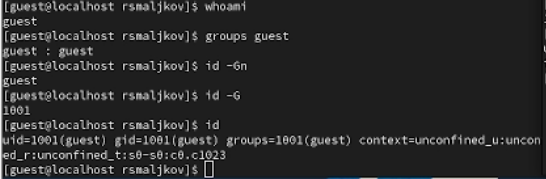 [guest@localhost rsmaljkov]$ whoami
guest
[guest@localhost rsmaljkov]$ groups guest
guest : guest
[guest@localhost rsmaljkov]$ id -Gn
guest
[guest@localhost rsmaljkov]$ id -G
1001
[guest@localhost rsmaljkov]$ id
uid=1001(guest) gid=1001(guest) groups=1001(guest) context=unconfined_u:uncon
ed_r:unconfined_t:s0-s0:c0.c1023
[guest@localhost rsmaljkov]$